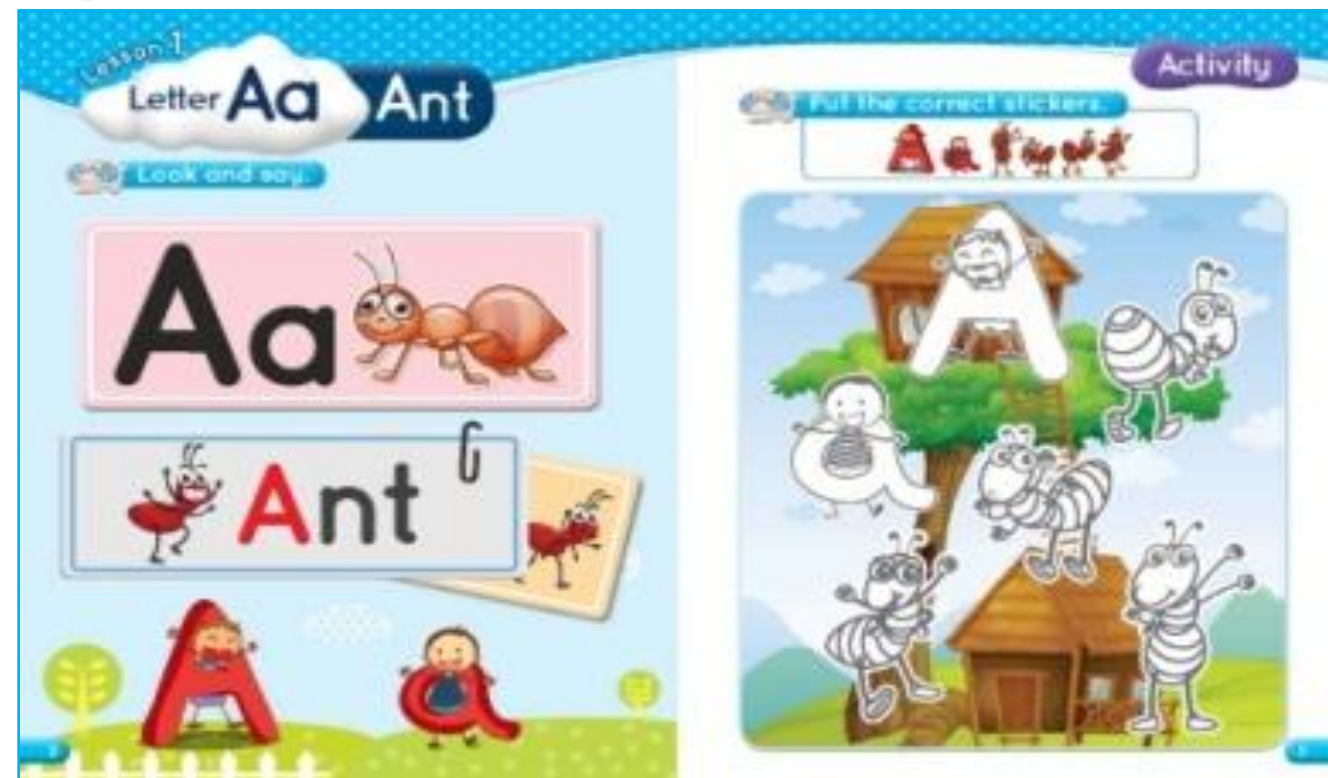 Lesson 1
Letter Aa Ant
Look and say.
Aa
Ant
A a
Activity
Put the correct stickers.
A a
A
a